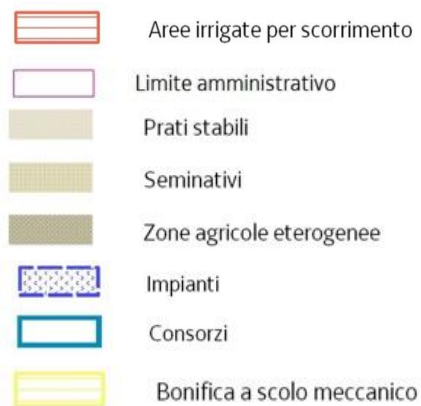 Aree irrigate per scorrimento
Limite amministrativo
Prati stabili
Seminativi
Zone agricole eterogenee
Impianti
Consorzi
Bonifica a scolo meccanico